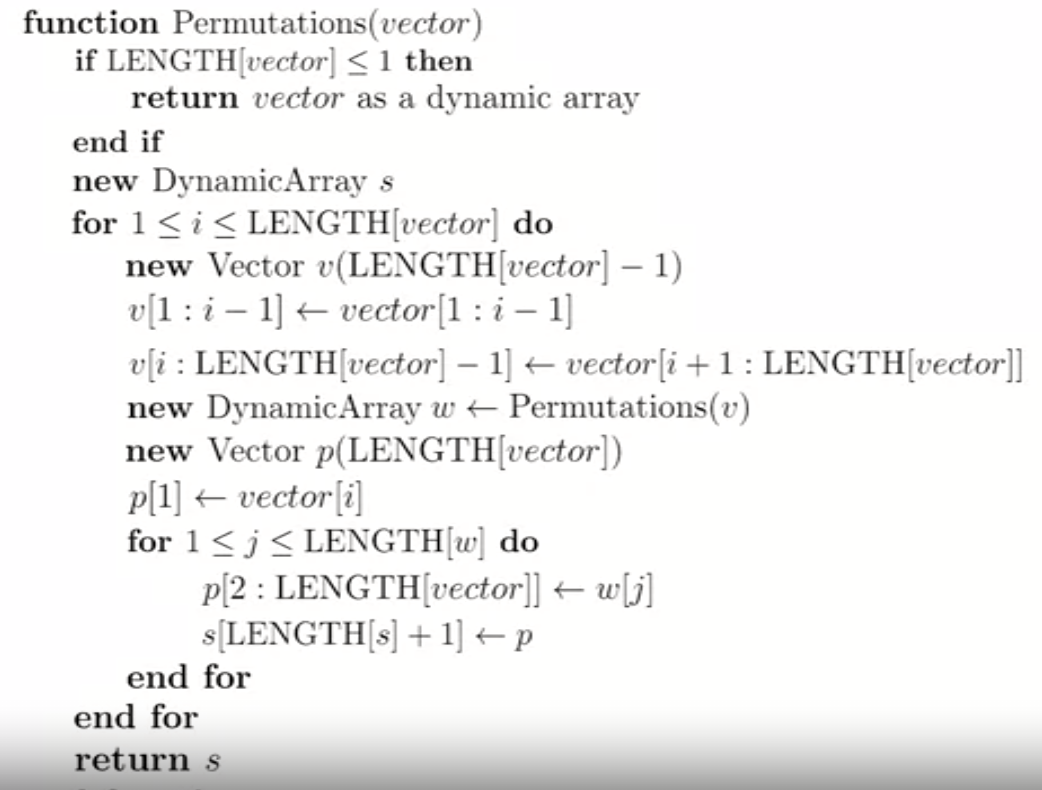 function Permutations(vector)
if LENGTH[vector] ≤ 1 then
return vector as a dynamic array
end if
new DynamicArray s
for 1 ≤ i ≤ LENGTH[vector] do
new Vector v(LENGTH[vector] − 1)
v[1 : i − 1] ← vector[1 : i − 1]
v[i : LENGTH[vector] − 1] ← vector[i + 1 : LENGTH[vector]]
new DynamicArray w ← Permutations(v)
new Vector p(LENGTH[vector])
p[1] ← vector[i]
for 1 ≤ j ≤ LENGTH[w] do
p[2 : LENGTH[vector]] ← w[j]
s[LENGTH[s] + 1] ← p
end for
end for
return s